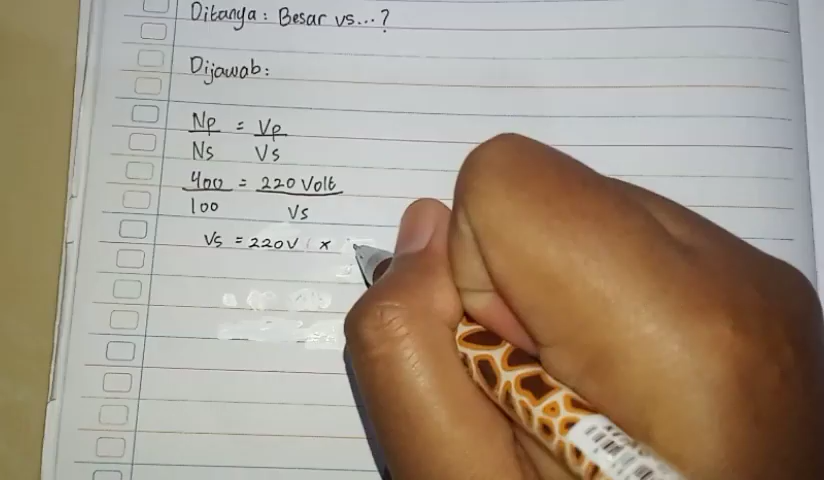 Ditanya: Besar vs...?
Dijawab:
Np = Vp
Ns Vs
400 = 220 Volt
100 Vs
Vs = 220V x